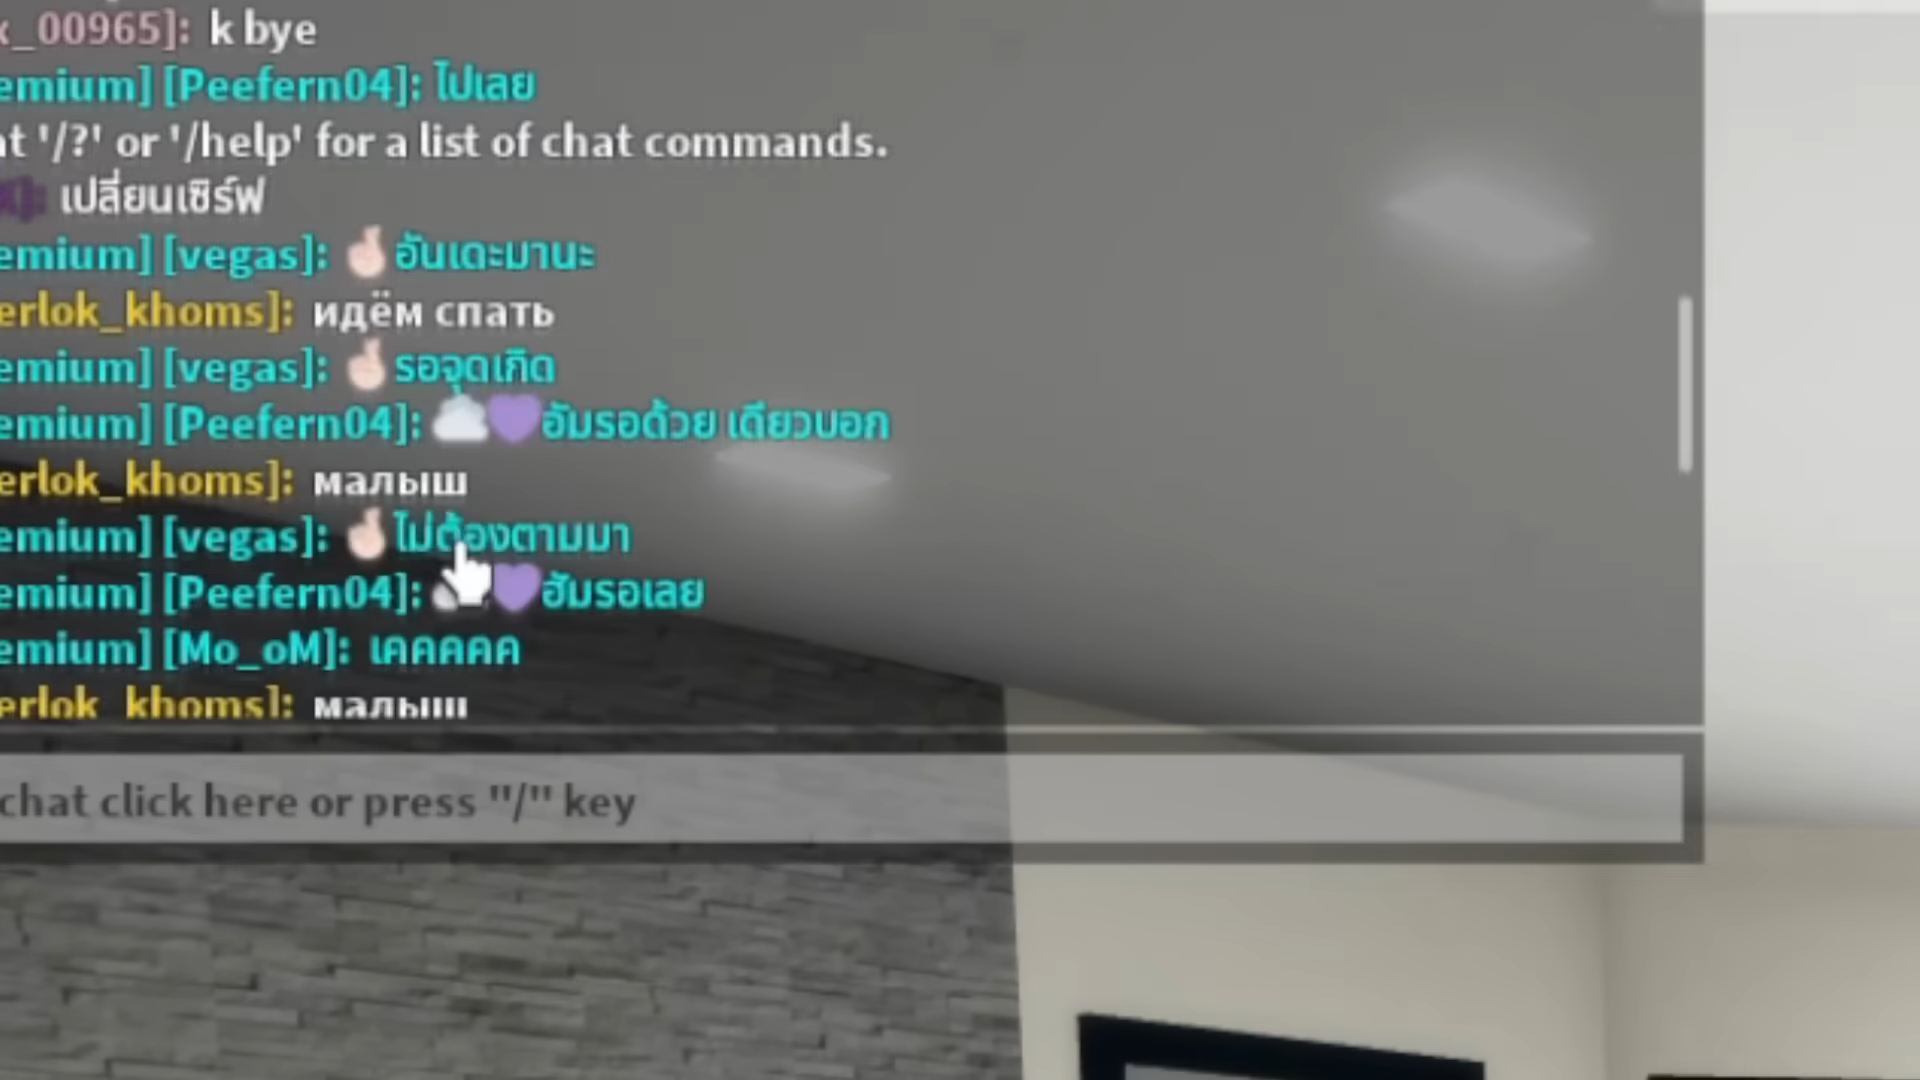 x_00965]: k bye
emium] [Peefern04]: ไปเลย
at '/?' or '/help' for a list of chat commands.
]: เปลี่ยนเซิร์ฟ
emium] [vegas]: 🤞🏻อันเดะมานะ
erlok_khoms]: идём спать
emium] [vegas]: 🤞🏻รอจุดเกิด
emium] [Peefern04]: ☁️💜อัมรอด้วย เดียวบอก
erlok_khoms]: малыш
emium] [vegas]: 🤞🏻ไม่ต้องตามมา
emium] [Peefern04]: ☁️💜ฮัมรอเลย
emium] [Mo_oM]: เคคคคค
erlok_khoms]: малыш
chat click here or press "/" key